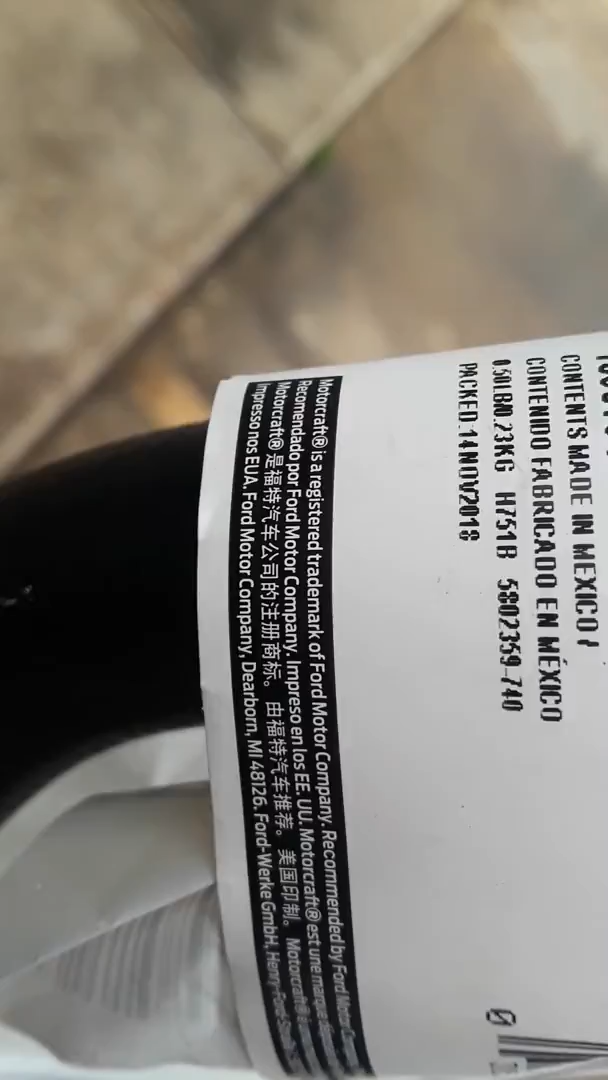 CONTENTS MADE IN MEXICO /
CONTENIDO FABRICADO EN MÉXICO
0.50LB/0.23KG H751B 5802359-740
PACKED:14NOV2018
Motorcraft® is a registered trademark of Ford Motor Company. Recommended by Ford Motor
Recomendado por Ford Motor Company. Impreso en los EE. UU. Motorcraft® est une marque
Motorcraft® 是福特汽车公司的注册商标。 由福特汽车推荐。 美国印制。 Motorcraft®
Impresso nos EUA. Ford Motor Company, Dearborn, MI 48126. Ford-Werke GmbH, Henry-Ford-
0